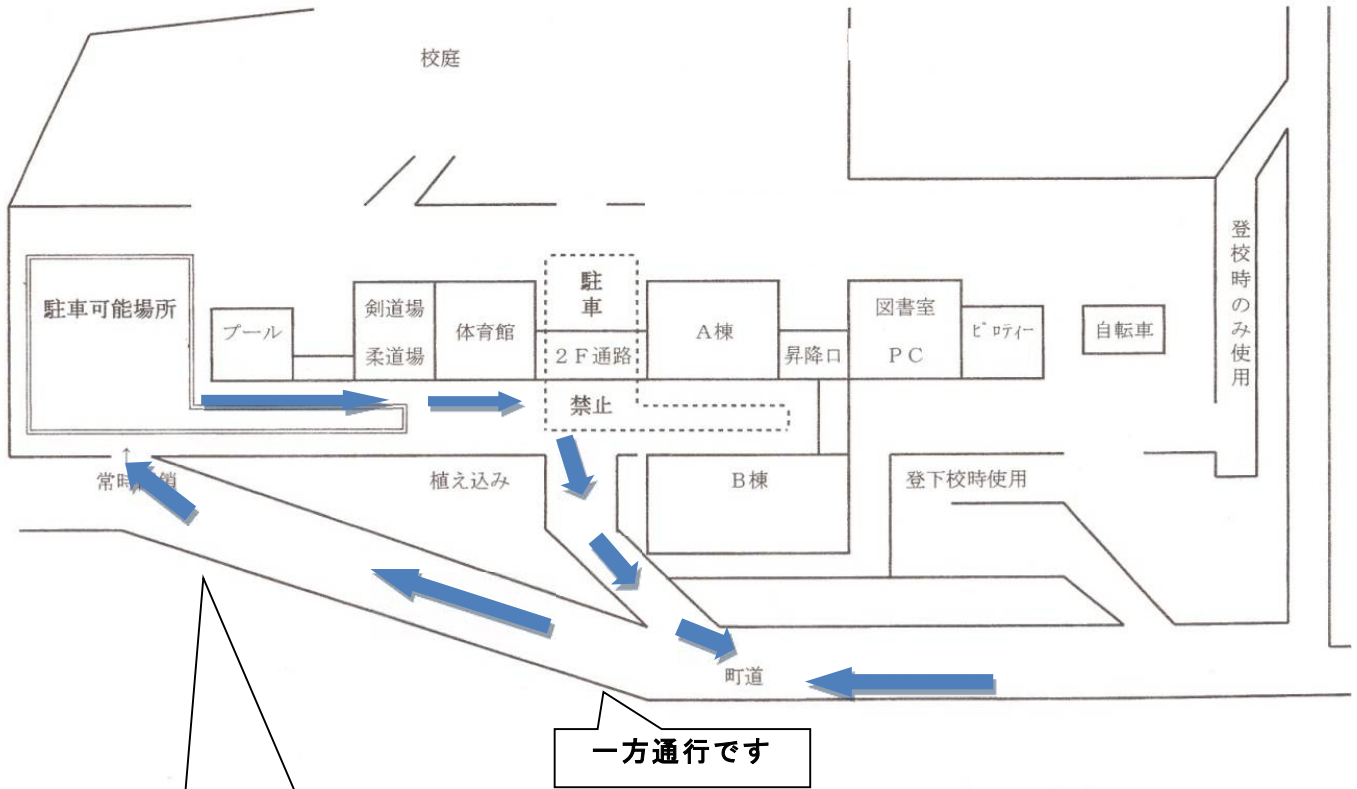 校庭
登校時のみ使用
駐車可能場所
プール
剣道場
柔道場
体育館
駐車
2F通路
禁止
A棟
昇降口
図書室
PC
ピロティー
自転車
↑
常時
鎖
植え込み
B棟
登下校時使用
町道
一方通行です